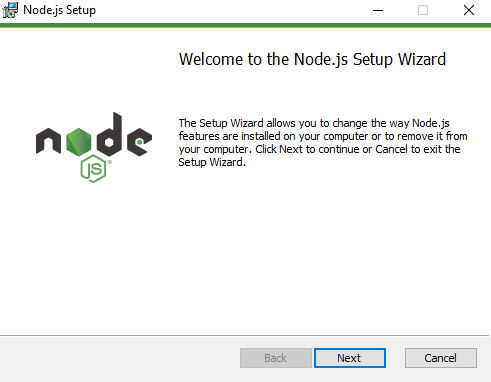 Node.js Setup
Welcome to the Node.js Setup Wizard
The Setup Wizard allows you to change the way Node.js
features are installed on your computer or to remove it from
your computer. Click Next to continue or Cancel to exit the
Setup Wizard.
node
JS®
Back Next Cancel